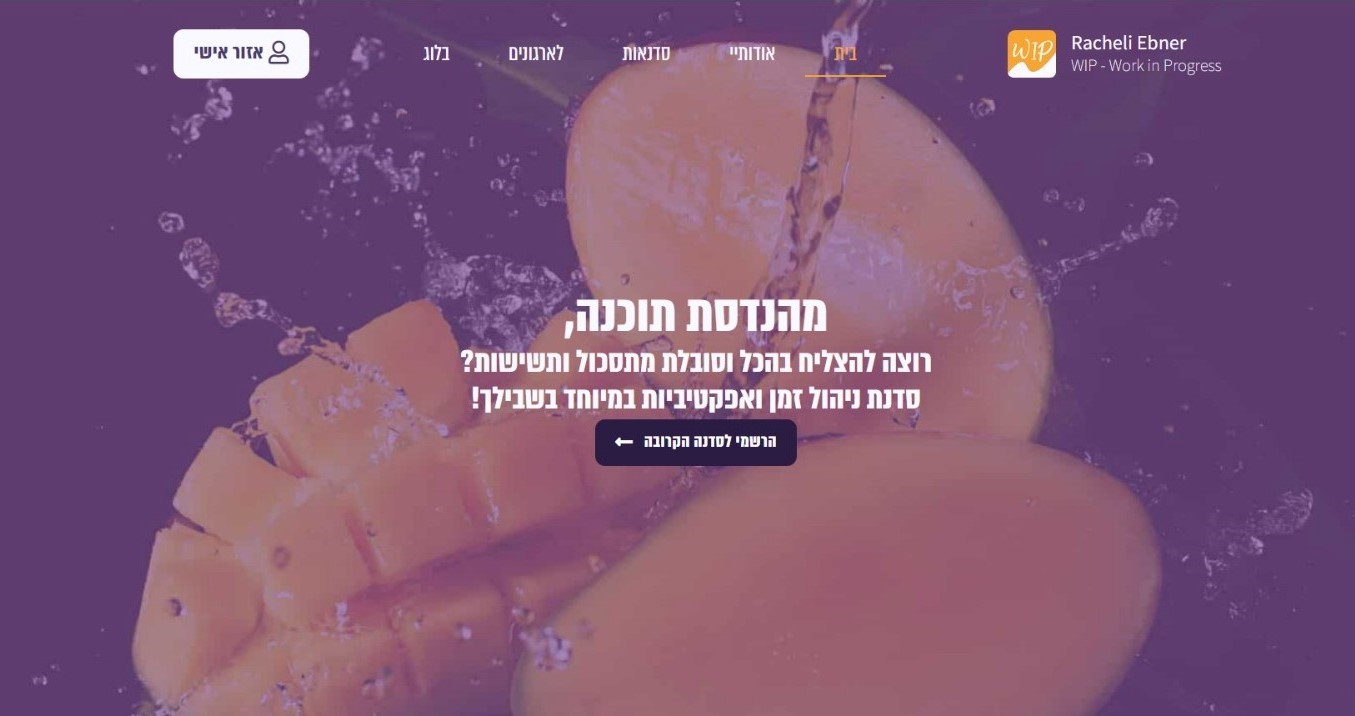 WIP
Racheli Ebner
WIP - Work in Progress
בית
אודותיי
סדנאות
לארגונים
בלוג
אזור אישי
מהנדסת תוכנה,
רוצה להצליח בהכל וסובלת מתסכול ותשישות?
סדנת ניהול זמן ואפקטיביות במיוחד בשבילך!
הרשמי לסדנה הקרובה